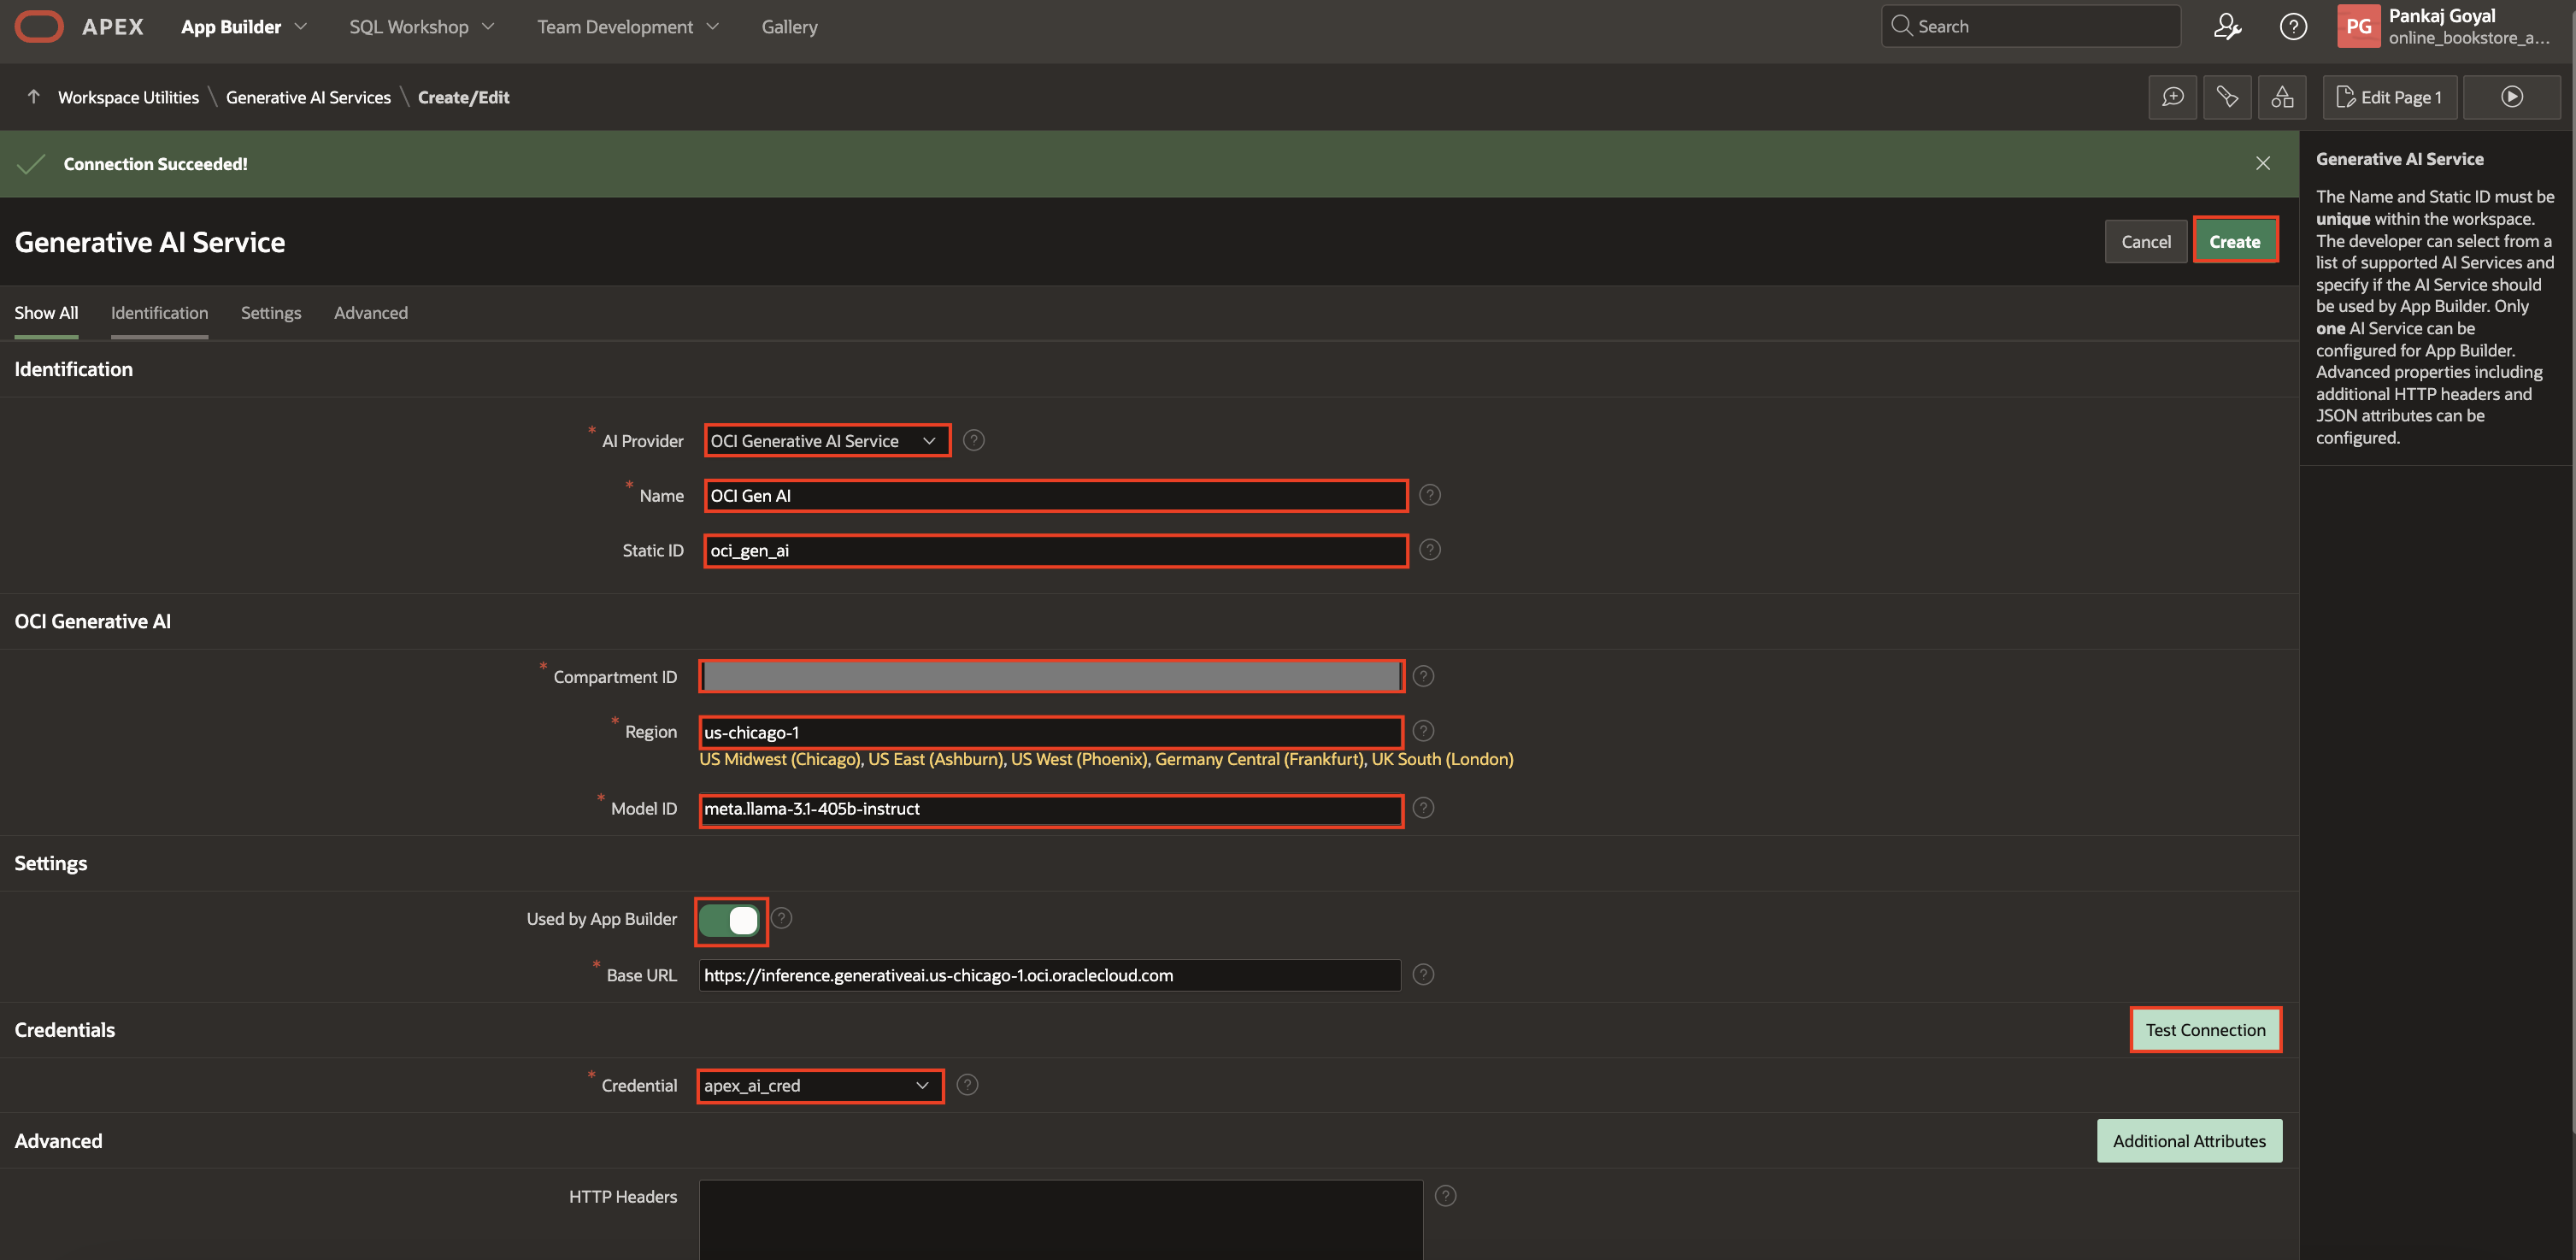 APEX App Builder SQL Workshop Team Development Gallery Search Pankaj Goyal
PG online_bookstore_a...
Workspace Utilities \ Generative AI Services \ Create/Edit Edit Page 1
Connection Succeeded!
Generative AI Service
Cancel Create
Show All Identification Settings Advanced
Identification
* AI Provider OCI Generative AI Service
* Name OCI Gen AI
Static ID oci_gen_ai
OCI Generative AI
* Compartment ID
* Region us-chicago-1
US Midwest (Chicago), US East (Ashburn), US West (Phoenix), Germany Central (Frankfurt), UK South (London)
* Model ID meta.llama-3.1-405b-instruct
Settings
Used by App Builder
* Base URL https://inference.generativeai.us-chicago-1.oci.oraclecloud.com
Credentials Test Connection
* Credential apex_ai_cred
Advanced Additional Attributes
HTTP Headers
Generative AI Service
The Name and Static ID must be
unique within the workspace.
The developer can select from a
list of supported AI Services and
specify if the AI Service should
be used by App Builder. Only
one AI Service can be
configured for App Builder.
Advanced properties including
additional HTTP headers and
JSON attributes can be
configured.